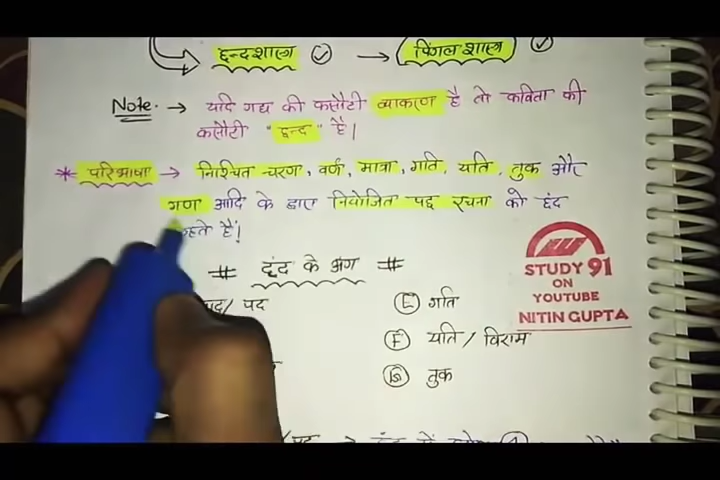 छन्दशास्त्र → पिंगल शास्त्र
Note. → यदि गद्य की कसौटी व्याकरण है तो कविता की
कसौटी "छन्द" है।
* परिभाषा → निश्चित चरण, वर्ण, मात्रा, गति, यति, तुक और
गण आदि के द्वारा नियोजित पद्य रचना को छंद
कहते हैं।
# छंद के अंग #
पद
(E) गति
(F) यति / विराम
(G) तुक
STUDY 91
ON
YOUTUBE
NITIN GUPTA